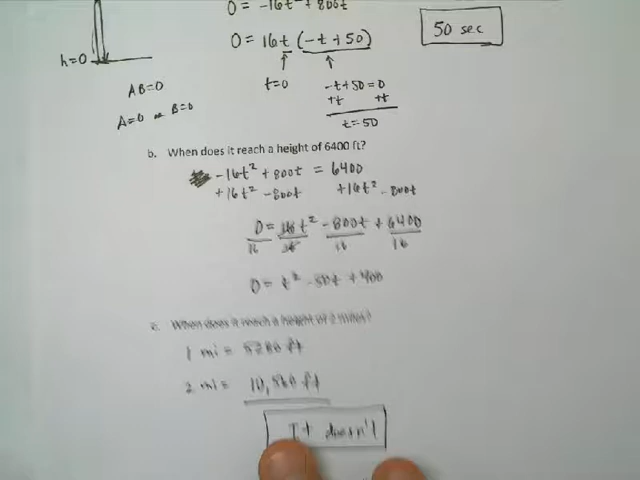 0 = -16t² + 800t
0 = 16t (-t + 50)
50 sec
h=0
AB=0
t=0
-t+50=0
A=0 or B=0
+t +t
t=50
b. When does it reach a height of 6400 ft?
-16t² + 800t = 6400
+16t² -800t +16t² -800t
0 = 16t² - 800t + 6400
16 16 16 16
0 = t² - 50t + 400
c. When does it reach a height of 2 miles?
1 mi = 5280 ft
2 mi = 10,560 ft
It doesn't